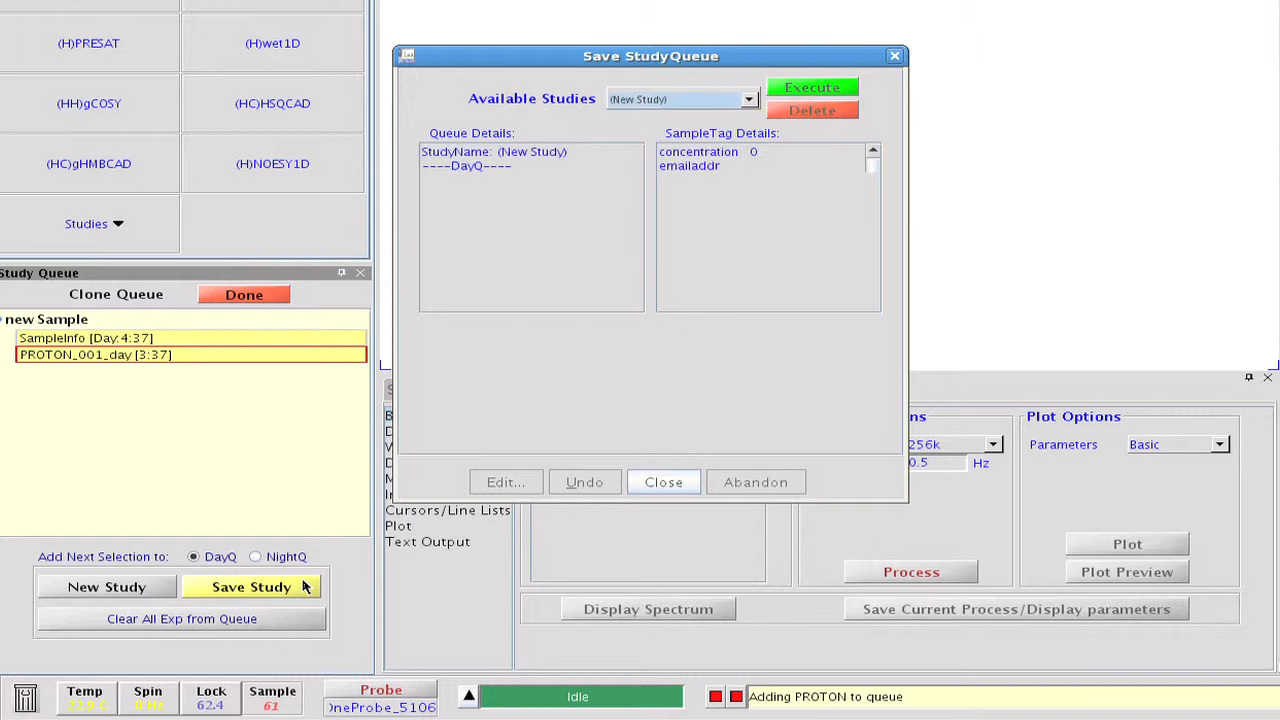 (H)PRESAT
(H)wet1D
(HH)gCOSY
(HC)HSQCAD
(HC)gHMBCAD
(H)NOESY1D
Studies
Study Queue
Clone Queue
Done
new Sample
SampleInfo [Day:4:37]
PROTON_001_day [3:37]
Add Next Selection to:
DayQ
NightQ
New Study
Save Study
Clear All Exp from Queue
Save StudyQueue
Available Studies
(New Study)
Execute
Delete
Queue Details:
StudyName: (New Study)
----DayQ----
SampleTag Details:
concentration 0
emailaddr
Edit...
Undo
Close
Abandon
Cursors/Line Lists
Plot
Text Output
256k
0.5
Hz
Process
Plot Options
Parameters
Basic
Plot
Plot Preview
Display Spectrum
Save Current Process/Display parameters
Temp
Spin
Lock
62.4
Sample
61
Probe
OneProbe_5106
Idle
Adding PROTON to queue